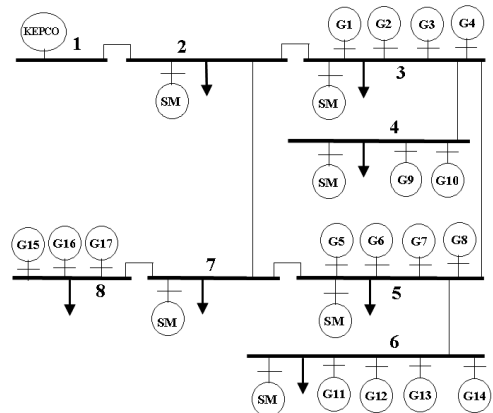 KEPCO
1
2
G1 G2 G3 G4
SM
SM
3
4
SM
G9 G10
G15 G16 G17
7
G5 G6 G7 G8
8
SM
SM
5
6
SM
G11 G12 G13 G14